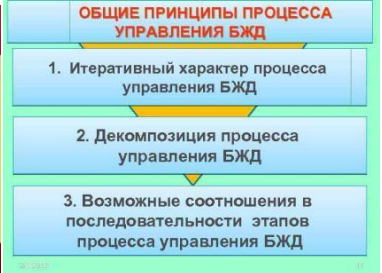 ОБЩИЕ ПРИНЦИПЫ ПРОЦЕССА
УПРАВЛЕНИЯ БЖД
1. Итеративный характер процесса
управления БЖД
2. Декомпозиция процесса
управления БЖД
3. Возможные соотношения в
последовательности этапов
процесса управления БЖД